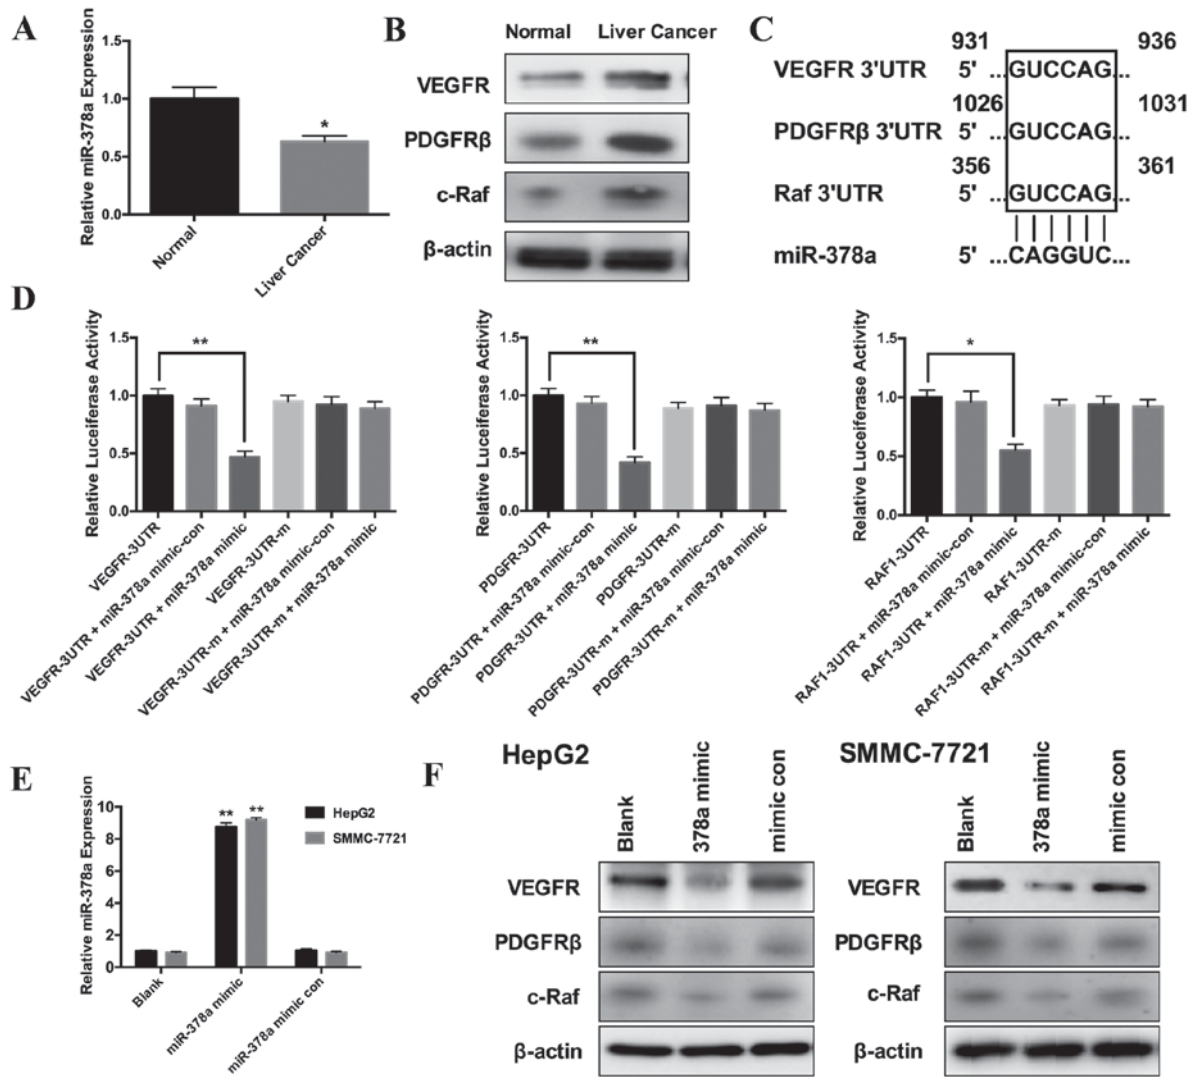 A
Relative miR-378a Expression
1.5
1.0
0.5
0.0
*
Normal
Liver Cancer
B
Normal Liver Cancer
VEGFR
PDGFRβ
c-Raf
β-actin
C
931 936
VEGFR 3'UTR 5' ...GUCCAG...
1026 1031
PDGFRβ 3'UTR 5' ...GUCCAG...
356 361
Raf 3'UTR 5' ...GUCCAG...
miR-378a 5' ...CAGGUC...
D
Relative Luceiferase Activity
1.5
1.0
0.5
0.0
**
VEGFR-3UTR
VEGFR-3UTR + miR-378a mimic-con
VEGFR-3UTR + miR-378a mimic
VEGFR-3UTR-m
VEGFR-3UTR-m + miR-378a mimic-con
VEGFR-3UTR-m + miR-378a mimic
Relative Luceiferase Activity
1.5
1.0
0.5
0.0
**
PDGFR-3UTR
PDGFR-3UTR + miR-378a mimic-con
PDGFR-3UTR + miR-378a mimic
PDGFR-3UTR-m
PDGFR-3UTR-m + miR-378a mimic-con
PDGFR-3UTR-m + miR-378a mimic
Relative Luceiferase Activity
1.5
1.0
0.5
0.0
*
RAF1-3UTR
RAF1-3UTR + miR-378a mimic-con
RAF1-3UTR + miR-378a mimic
RAF1-3UTR-m
RAF1-3UTR-m + miR-378a mimic-con
RAF1-3UTR-m + miR-378a mimic
E
Relative miR-378a Expression
10
8
6
4
2
0
** **
HepG2
SMMC-7721
Blank
miR-378a mimic
miR-378a mimic con
F
HepG2
Blank
378a mimic
mimic con
VEGFR
PDGFRβ
c-Raf
β-actin
SMMC-7721
Blank
378a mimic
mimic con
VEGFR
PDGFRβ
c-Raf
β-actin